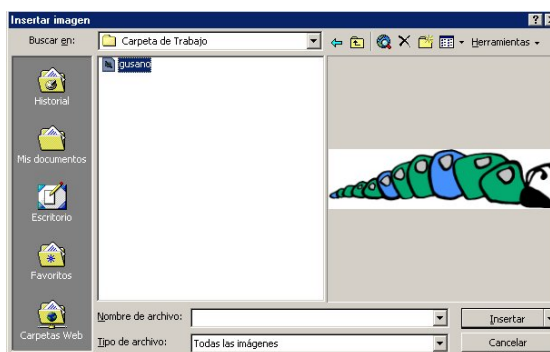 Insertar imagen
Buscar en: Carpeta de Trabajo Herramientas
gusano
Historial
Mis documentos
Escritorio
Favoritos
Carpetas Web
Nombre de archivo: Insertar
Tipo de archivo: Todas las imágenes Cancelar